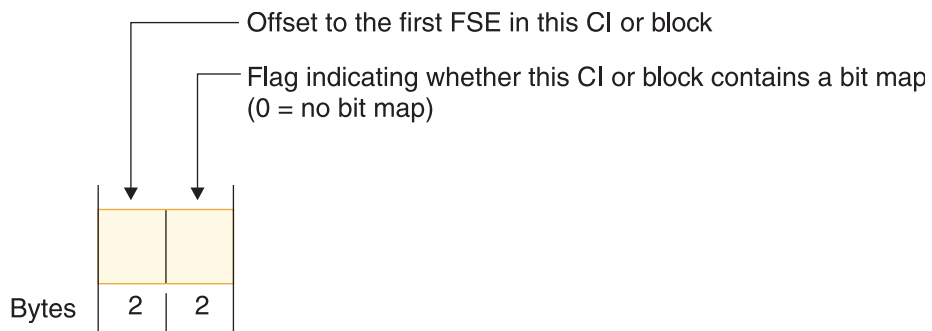 Offset to the first FSE in this CI or block
Flag indicating whether this CI or block contains a bit map
(0 = no bit map)
Bytes 2 2